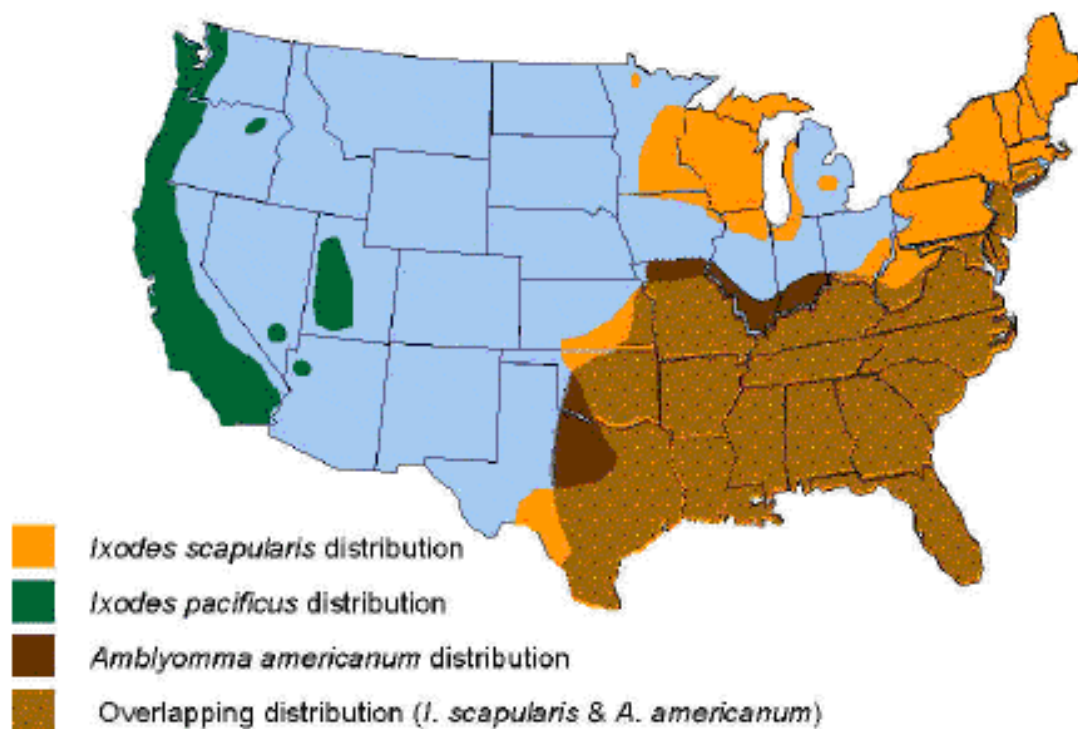 Ixodes scapularis distribution
Ixodes pacificus distribution
Amblyomma americanum distribution
Overlapping distribution (I. scapularis & A. americanum)